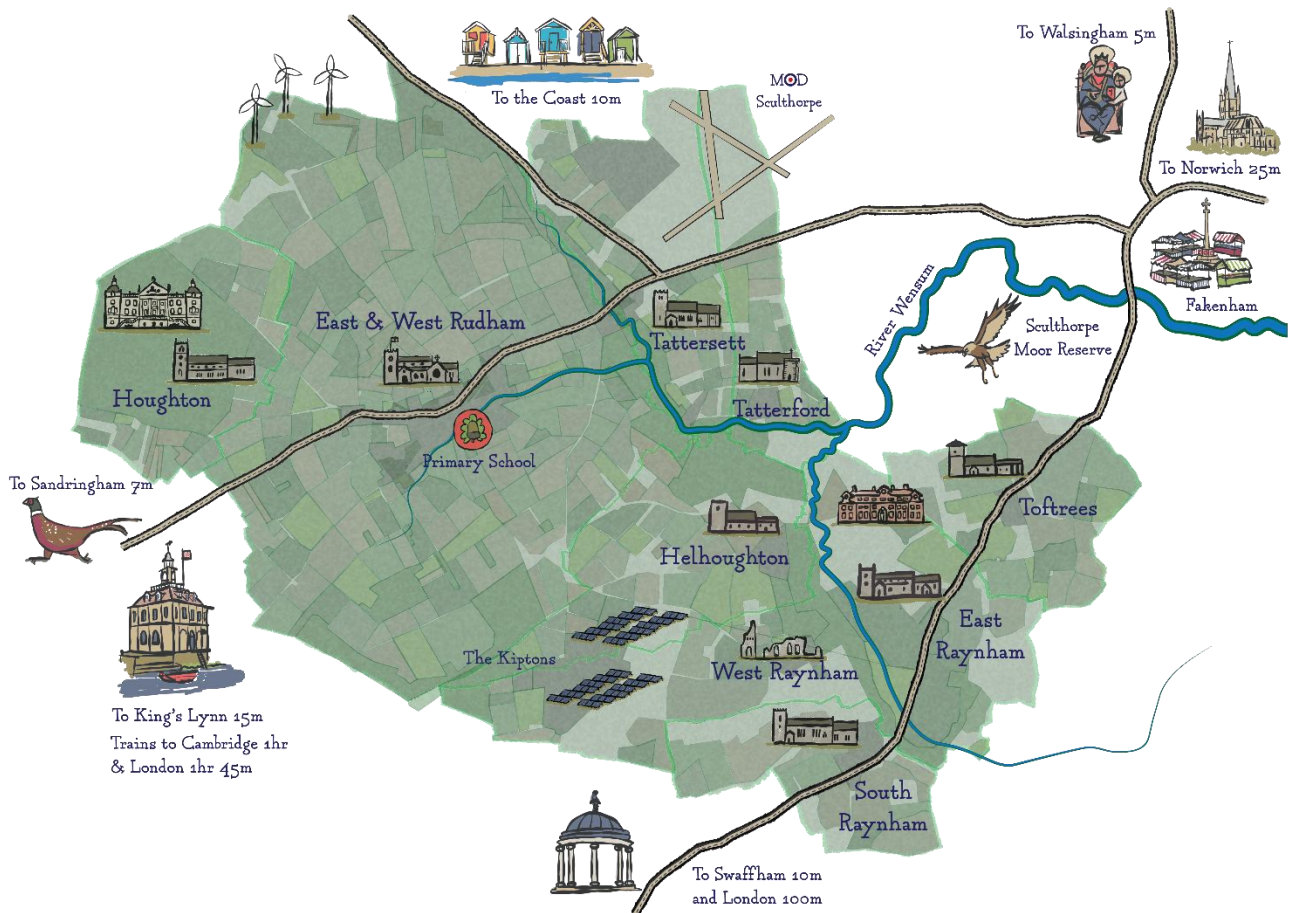 To Walsingham 5m
To the Coast 10m
MOD
Sculthorpe
To Norwich 25m
River Wensum
Fakenham
Sculthorpe
Moor Reserve
East & West Rudham
Tattersett
Houghton
Tatterford
Primary School
To Sandringham 7m
Toftrees
Helhoughton
East
Raynham
The Kiptons
West Raynham
To King's Lynn 15m
Trains to Cambridge 1hr
& London 1hr 45m
South
Raynham
To Swaffham 10m
and London 100m